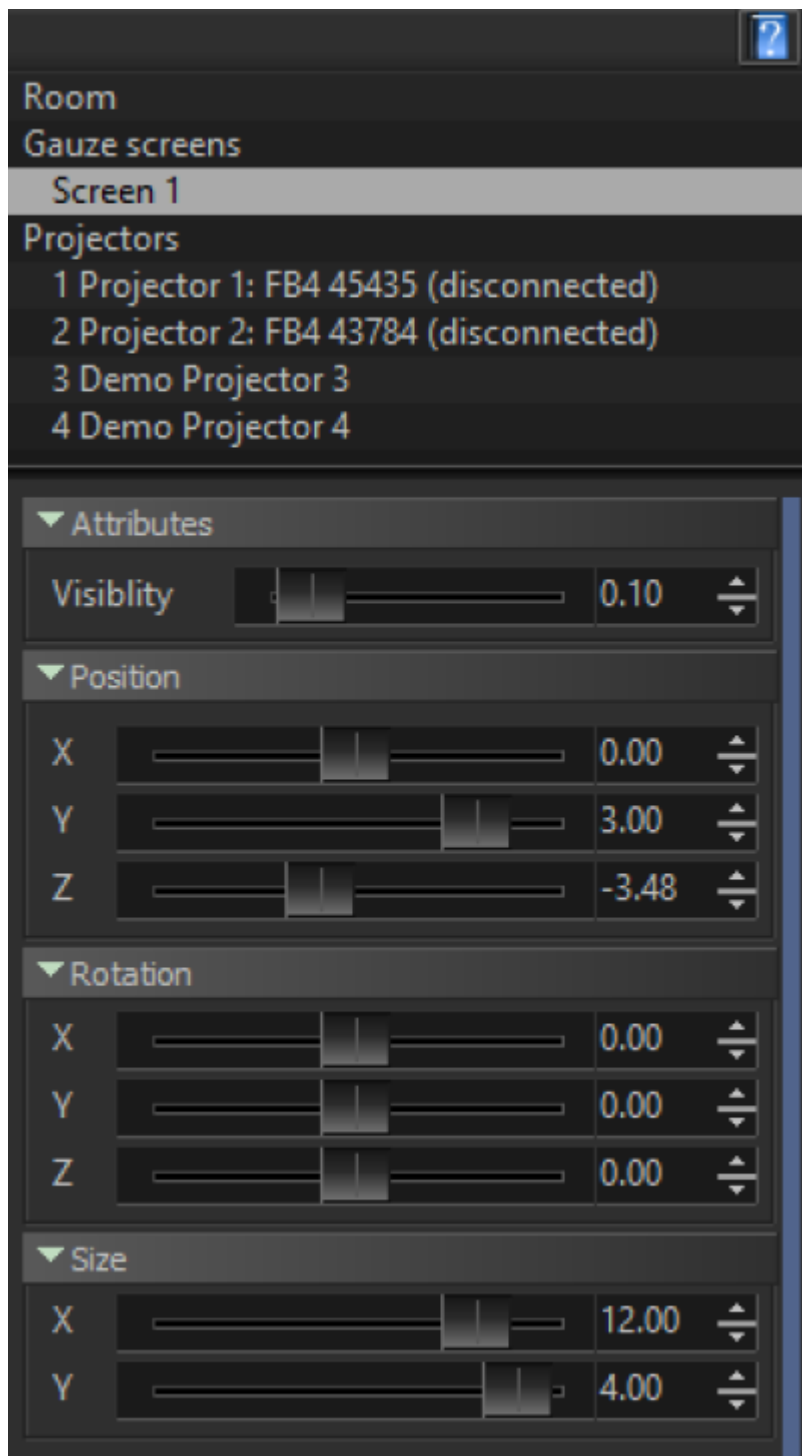 ?
Room
Gauze screens
Screen 1
Projectors
1 Projector 1: FB4 45435 (disconnected)
2 Projector 2: FB4 43784 (disconnected)
3 Demo Projector 3
4 Demo Projector 4
Attributes
Visiblity 0.10
Position
X 0.00
Y 3.00
Z -3.48
Rotation
X 0.00
Y 0.00
Z 0.00
Size
X 12.00
Y 4.00